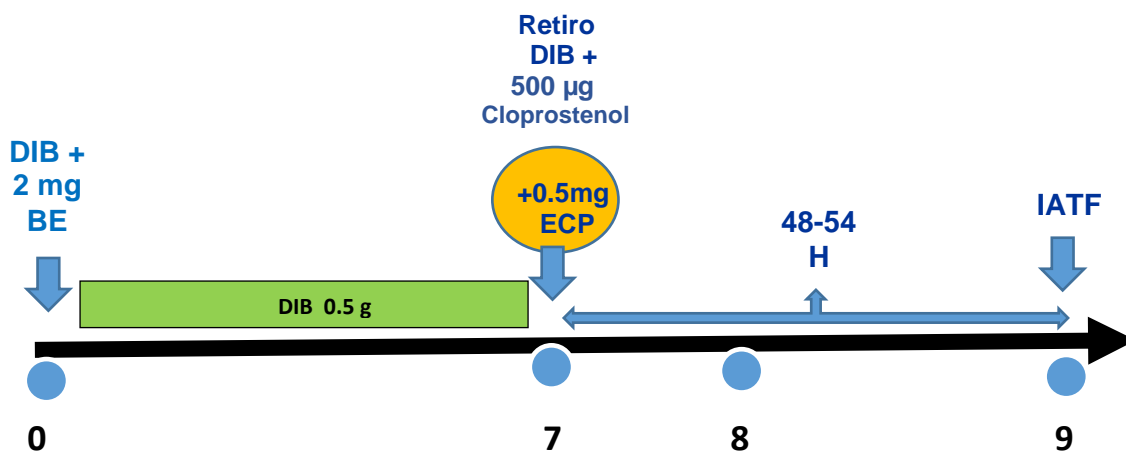 DIB +
2 mg
BE
Retiro
DIB +
500 µg
Cloprostenol
+0.5mg
ECP
48-54
H
IATF
DIB 0.5 g
0
7
8
9